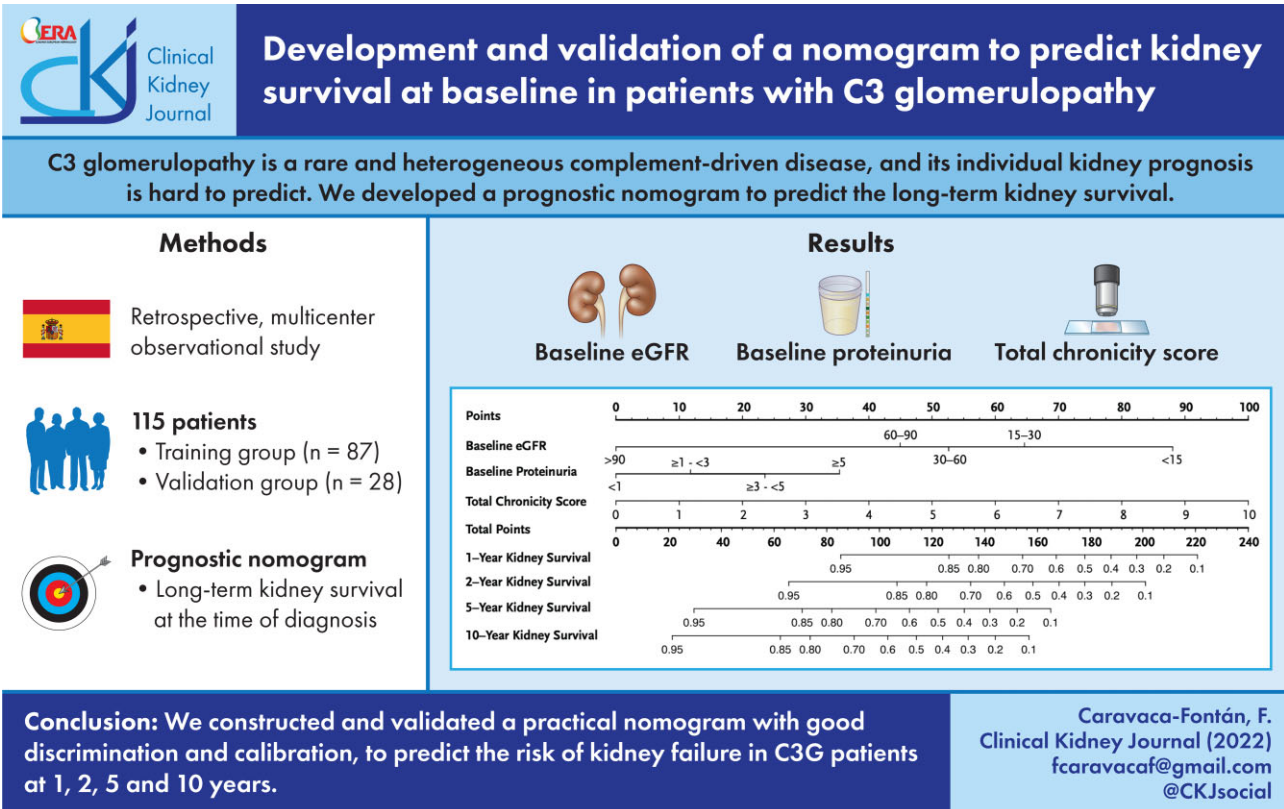 ERA
CKJ
Clinical
Kidney
Journal
Development and validation of a nomogram to predict kidney
survival at baseline in patients with C3 glomerulopathy
C3 glomerulopathy is a rare and heterogeneous complement-driven disease, and its individual kidney prognosis
is hard to predict. We developed a prognostic nomogram to predict the long-term kidney survival.
Methods
Retrospective, multicenter
observational study
115 patients
• Training group (n = 87)
• Validation group (n = 28)
Prognostic nomogram
• Long-term kidney survival
at the time of diagnosis
Results
Baseline eGFR
Baseline proteinuria
Total chronicity score
Points 0 10 20 30 40 50 60 70 80 90 100
60–90 15–30
Baseline eGFR
>90 30–60 <15
≥1 - <3 ≥5
Baseline Proteinuria
<1 ≥3 - <5
Total Chronicity Score
0 1 2 3 4 5 6 7 8 9 10
Total Points
0 20 40 60 80 100 120 140 160 180 200 220 240
1–Year Kidney Survival
0.95 0.85 0.80 0.70 0.6 0.5 0.4 0.3 0.2 0.1
2–Year Kidney Survival
0.95 0.85 0.80 0.70 0.6 0.5 0.4 0.3 0.2 0.1
5–Year Kidney Survival
0.95 0.85 0.80 0.70 0.6 0.5 0.4 0.3 0.2 0.1
10–Year Kidney Survival
0.95 0.85 0.80 0.70 0.6 0.5 0.4 0.3 0.2 0.1
Conclusion: We constructed and validated a practical nomogram with good
discrimination and calibration, to predict the risk of kidney failure in C3G patients
at 1, 2, 5 and 10 years.
Caravaca-Fontán, F.
Clinical Kidney Journal (2022)
fcaravacaf@gmail.com
@CKJsocial